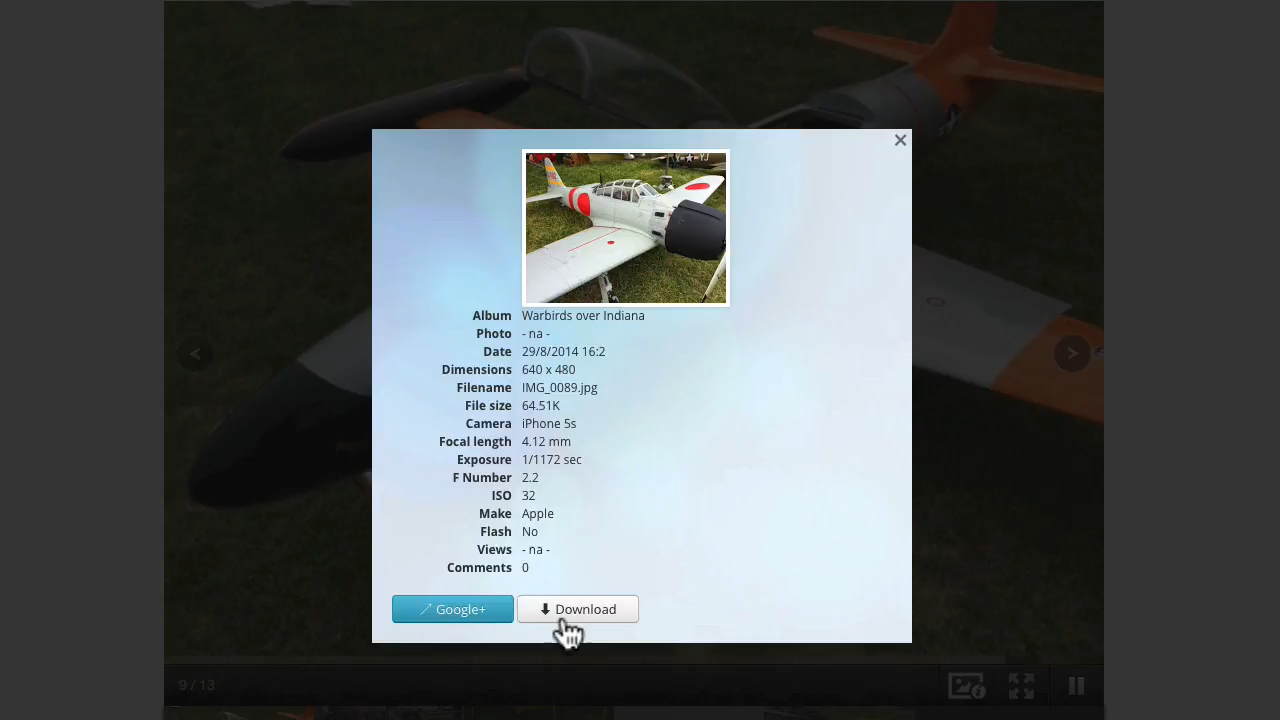 ×
Album Warbirds over Indiana
Photo - na -
Date 29/8/2014 16:2
Dimensions 640 x 480
Filename IMG_0089.jpg
File size 64.51K
Camera iPhone 5s
Focal length 4.12 mm
Exposure 1/1172 sec
F Number 2.2
ISO 32
Make Apple
Flash No
Views - na -
Comments 0
Google+ Download
9 / 13